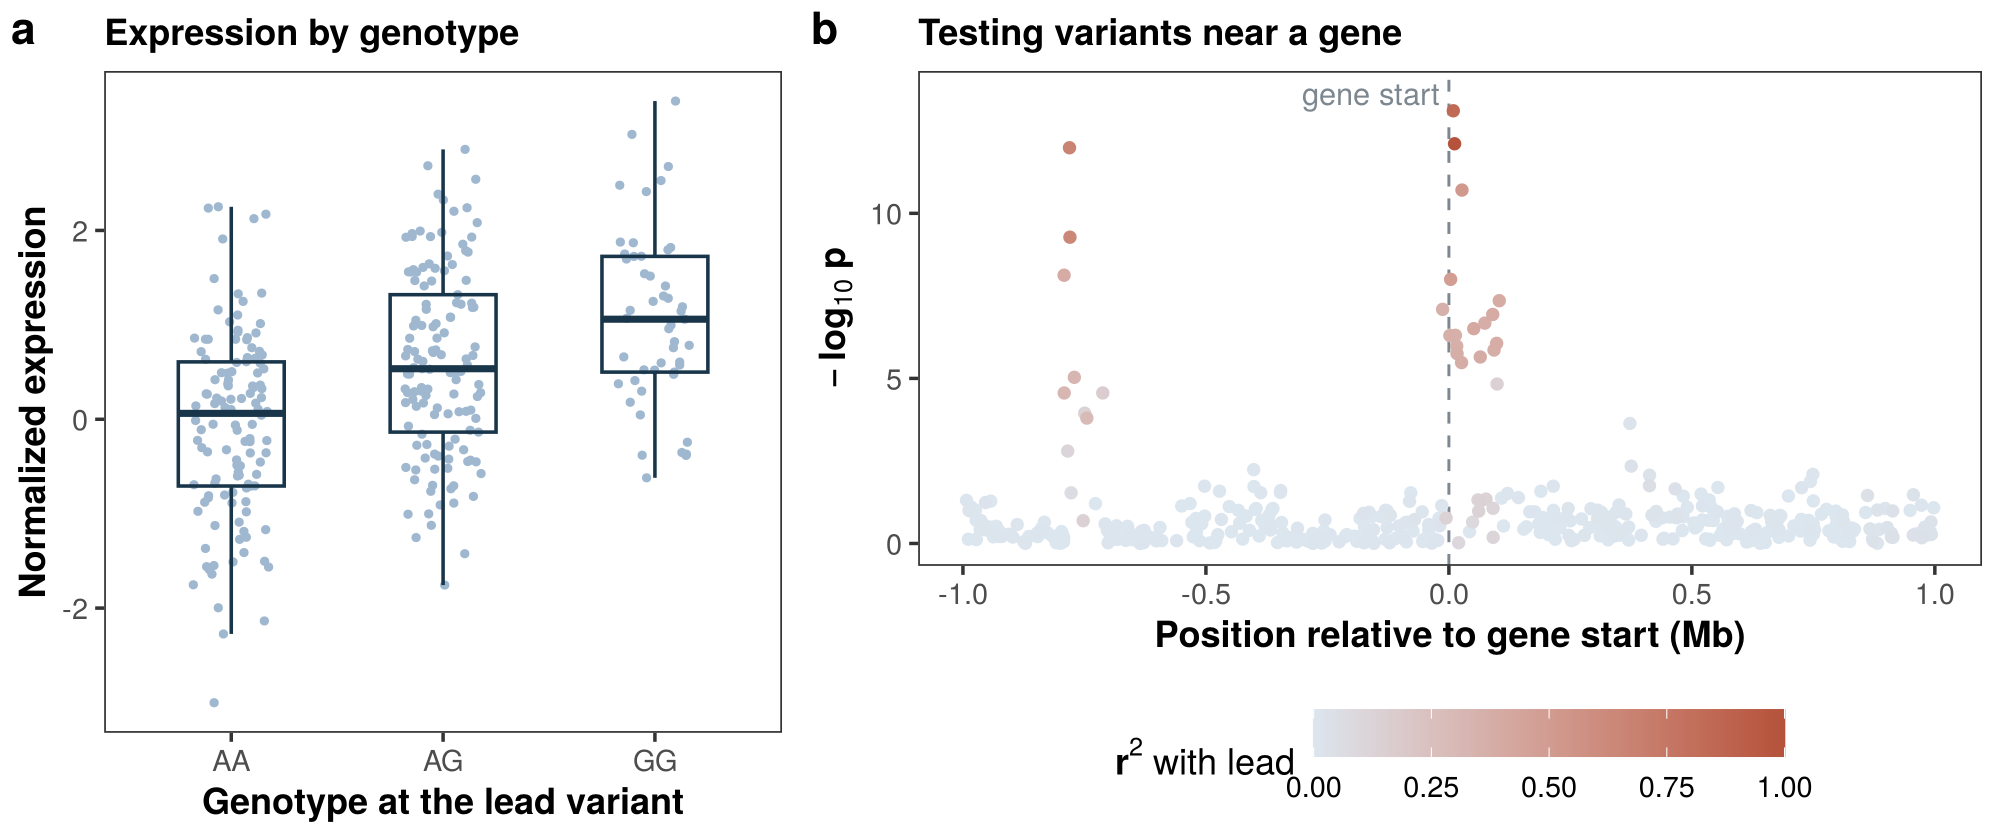 a
Expression by genotype
Normalized expression
2
0
-2
AA
AG
GG
Genotype at the lead variant
b
Testing variants near a gene
gene start
− log10 p
10
5
0
-1.0
-0.5
0.0
0.5
1.0
Position relative to gene start (Mb)
r2 with lead
0.00
0.25
0.50
0.75
1.00